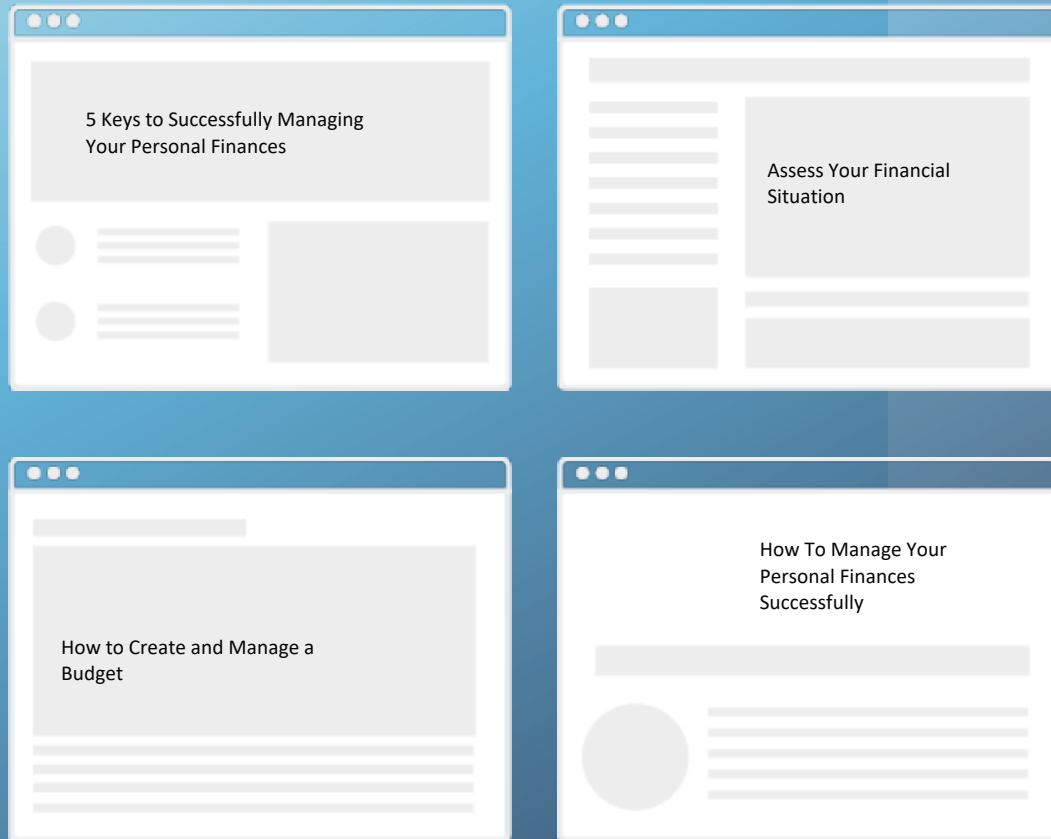 5 Keys to Successfully Managing
Your Personal Finances
Assess Your Financial
Situation
How to Create and Manage a
Budget
How To Manage Your
Personal Finances
Successfully